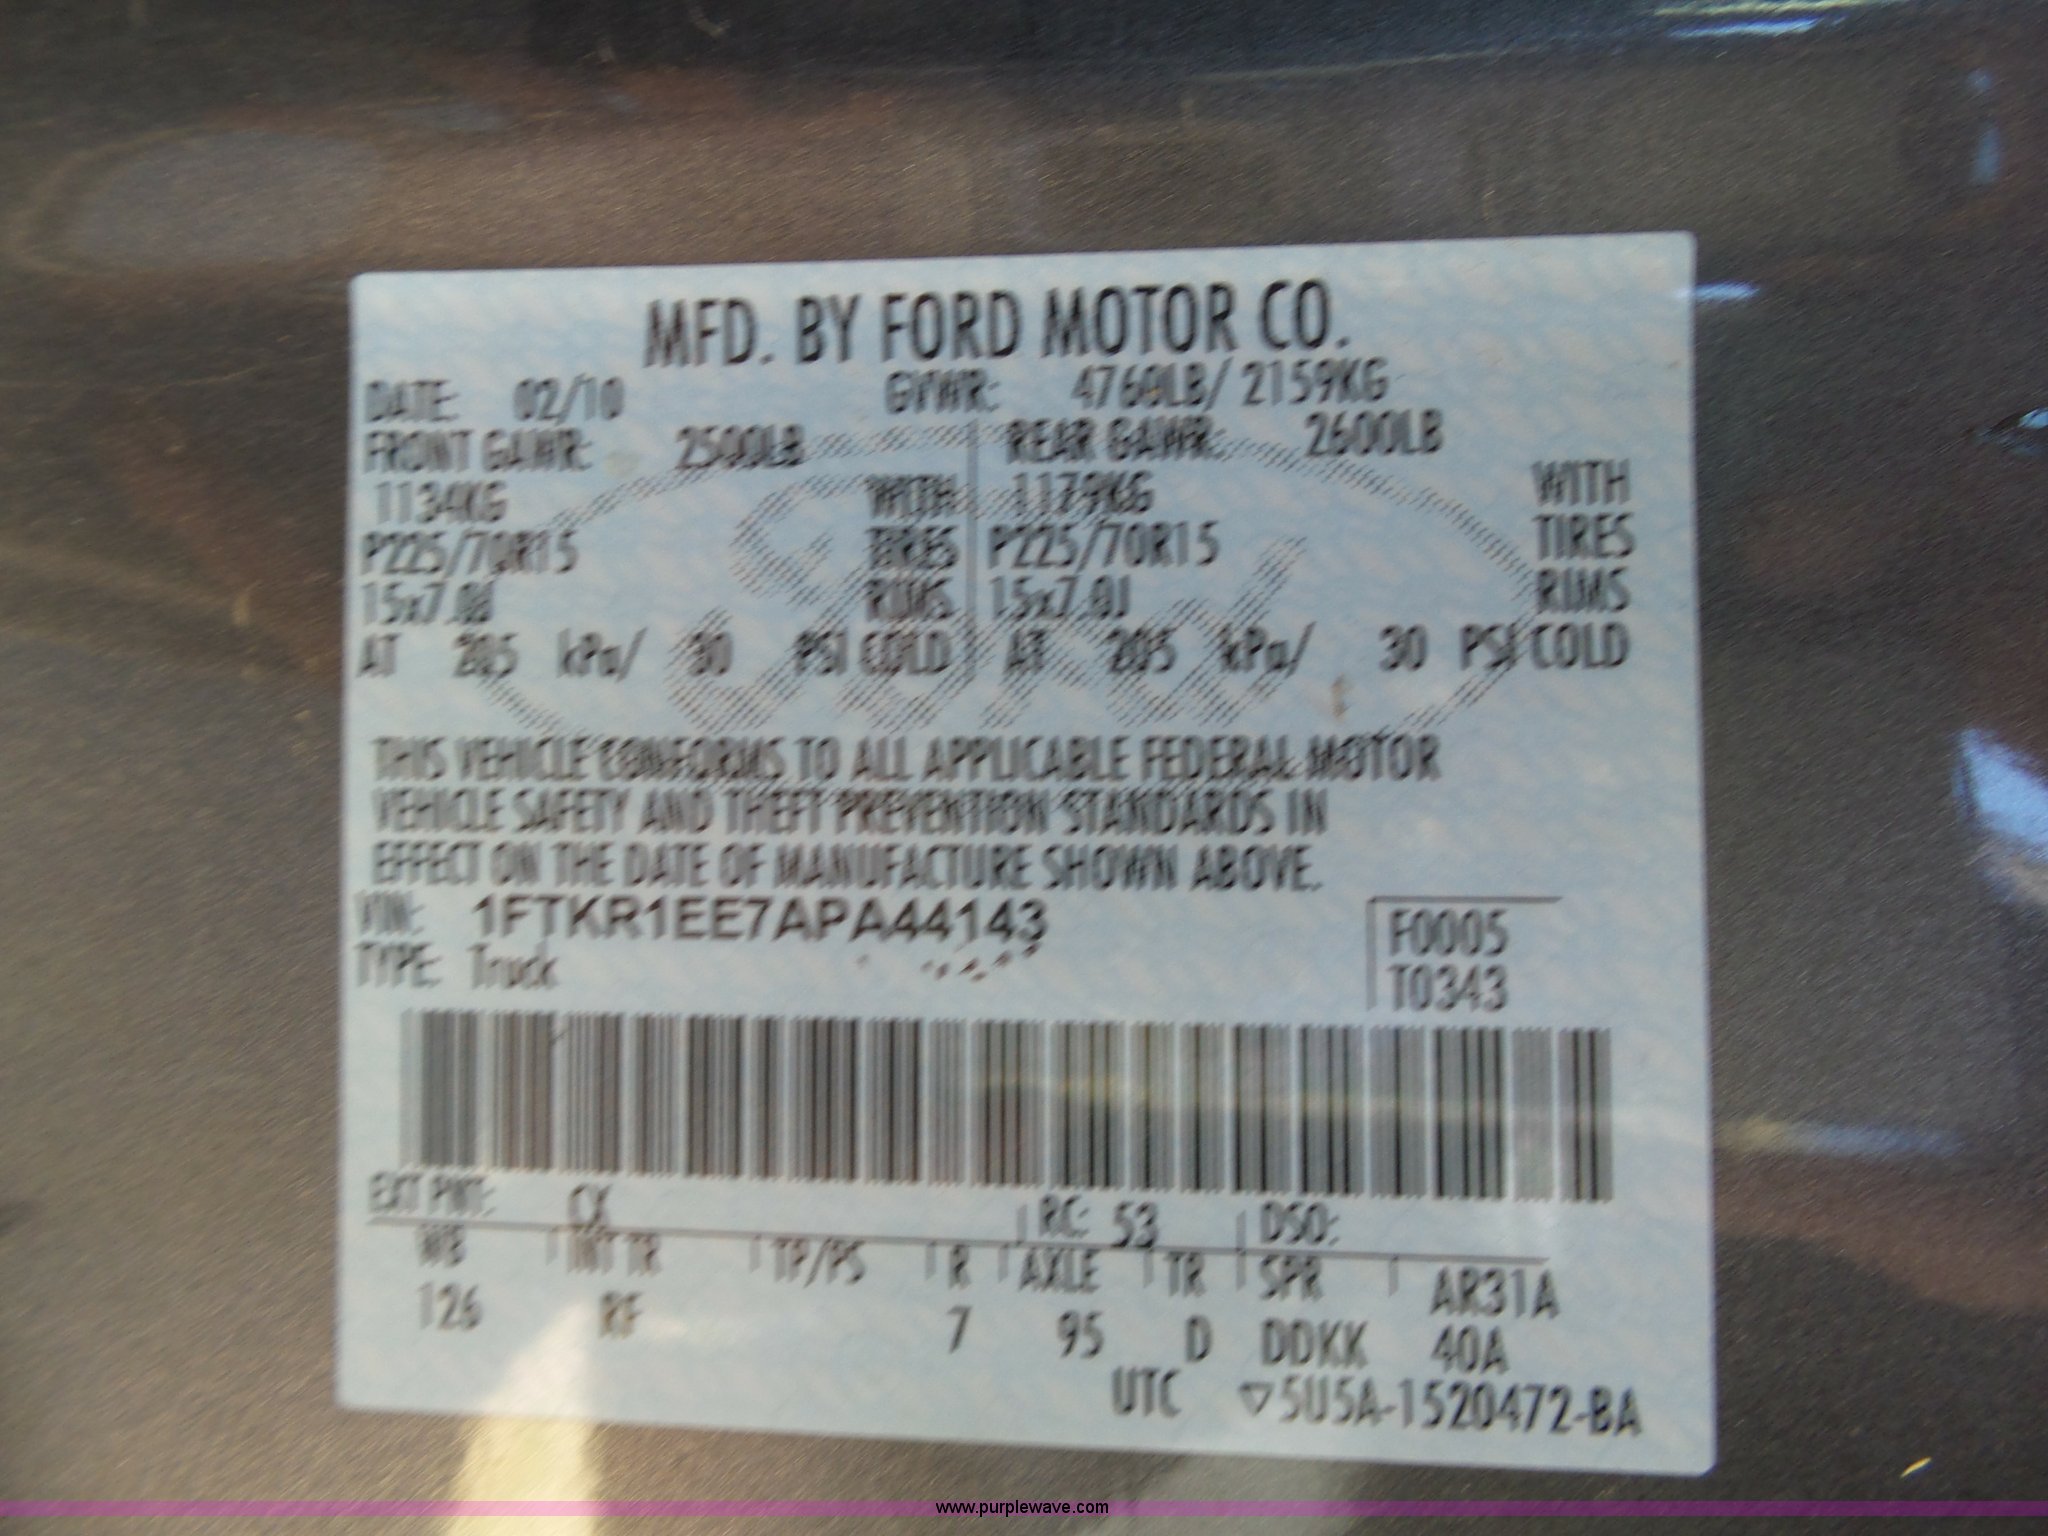 MFD. BY FORD MOTOR CO.
DATE: 02/10 GVWR: 4760LB/ 2159KG
FRONT GAWR: 2500LB REAR GAWR: 2600LB
1134KG WITH 1179KG WITH
P225/70R15 TIRES P225/70R15 TIRES
15x7.0J RIMS 15x7.0J RIMS
AT 205 kPa/ 30 PSI COLD AT 205 kPa/ 30 PSI COLD
THIS VEHICLE CONFORMS TO ALL APPLICABLE FEDERAL MOTOR
VEHICLE SAFETY AND THEFT PREVENTION STANDARDS IN
EFFECT ON THE DATE OF MANUFACTURE SHOWN ABOVE.
VIN: 1FTKR1EE7APA44143 F0005
TYPE: Truck T0343
EXT PNT: CX RC: 53 DSO:
WB INT TR TP/PS R AXLE TR SPR AR31A
126 RF 7 95 D DDKK 40A
UTC ▽5U5A-1520472-BA
www.purplewave.com